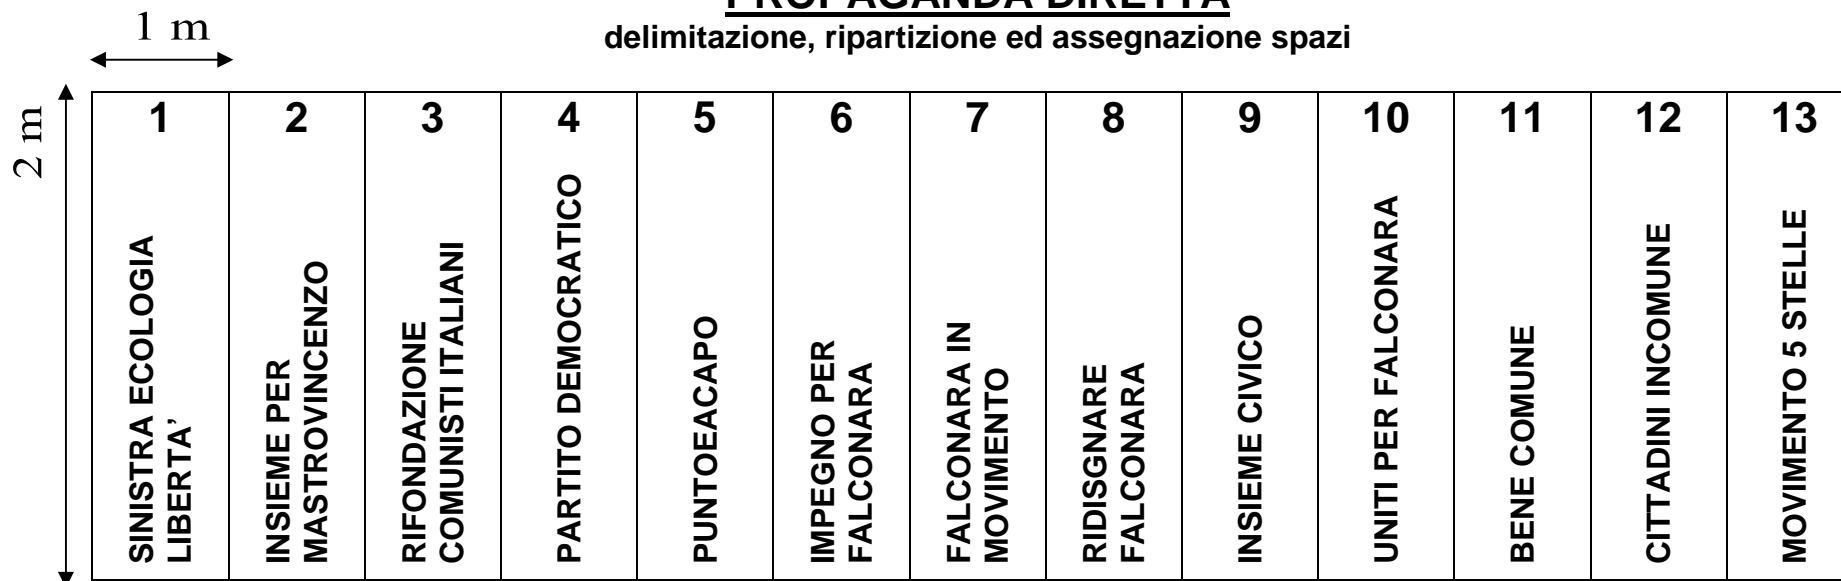 PROPAGANDA DIRETTA
delimitazione, ripartizione ed assegnazione spazi
1 m
2 m
1
SINISTRA ECOLOGIA
LIBERTA'
2
INSIEME PER
MASTROVINCENZO
3
RIFONDAZIONE
COMUNISTI ITALIANI
4
PARTITO DEMOCRATICO
5
PUNTOEACAPO
6
IMPEGNO PER
FALCONARA
7
FALCONARA IN
MOVIMENTO
8
RIDISGNARE
FALCONARA
9
INSIEME CIVICO
10
UNITI PER FALCONARA
11
BENE COMUNE
12
CITTADINI INCOMUNE
13
MOVIMENTO 5 STELLE